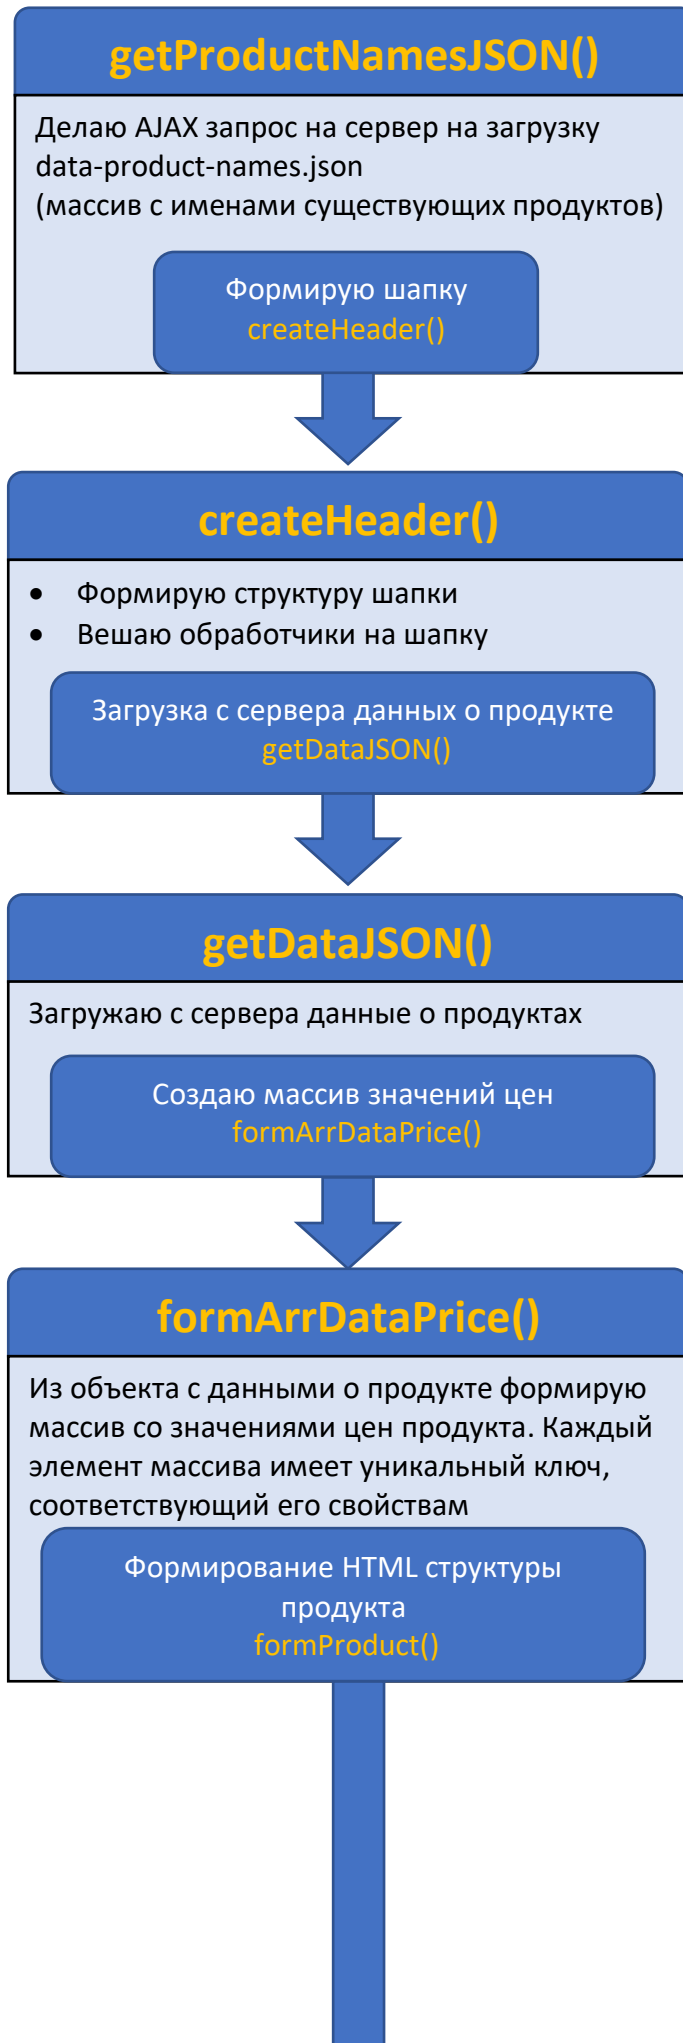 getProductNamesJSON()
Делаю AJAX запрос на сервер на загрузку
data-product-names.json
(массив с именами существующих продуктов)
Формирую шапку
createHeader()
createHeader()
• Формирую структуру шапки
• Вешаю обработчики на шапку
Загрузка с сервера данных о продукте
getDataJSON()
getDataJSON()
Загружаю с сервера данные о продуктах
Создаю массив значений цен
formArrDataPrice()
formArrDataPrice()
Из объекта с данными о продукте формирую
массив со значениями цен продукта. Каждый
элемент массива имеет уникальный ключ,
соответствующий его свойствам
Формирование HTML структуры
продукта
formProduct()